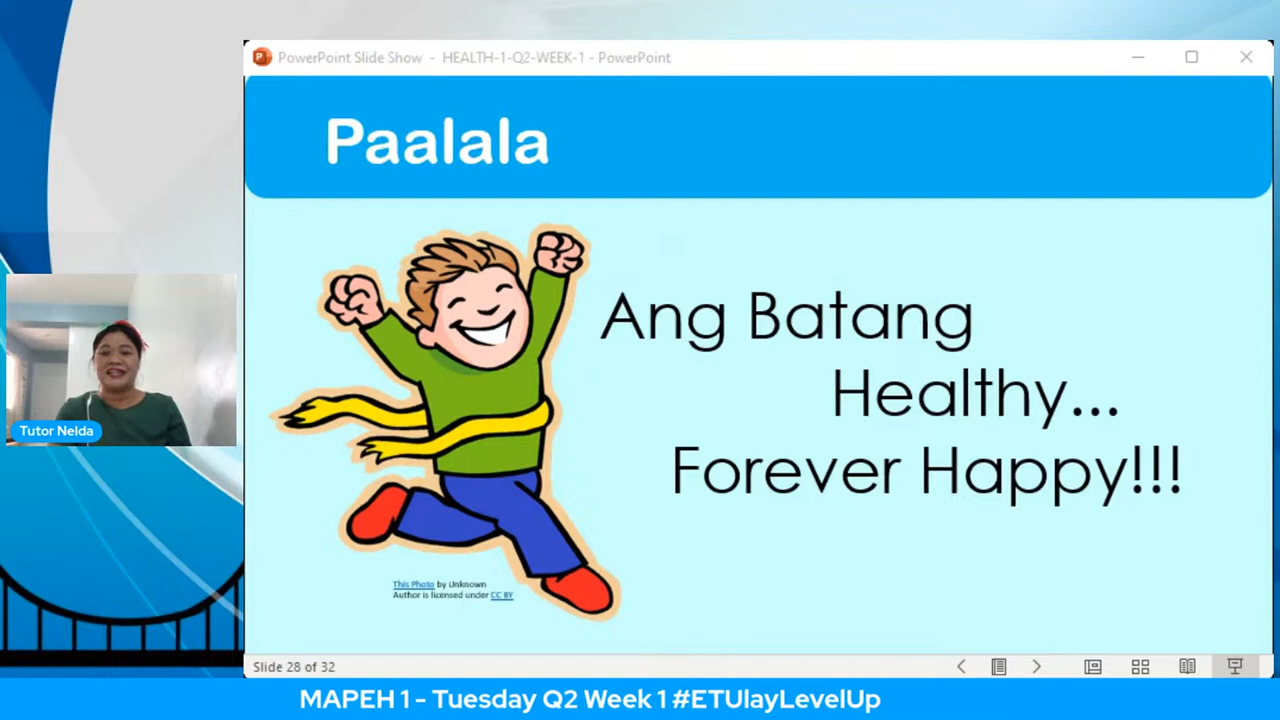 PowerPoint Slide Show - HEALTH-1-Q2-WEEK-1 - PowerPoint
Paalala
Ang Batang
Healthy...
Forever Happy!!!
Tutor Nelda
This Photo by Unknown
Author is licensed under CC BY
Slide 28 of 32
MAPEH 1 - Tuesday Q2 Week 1 #ETUlayLevelUp